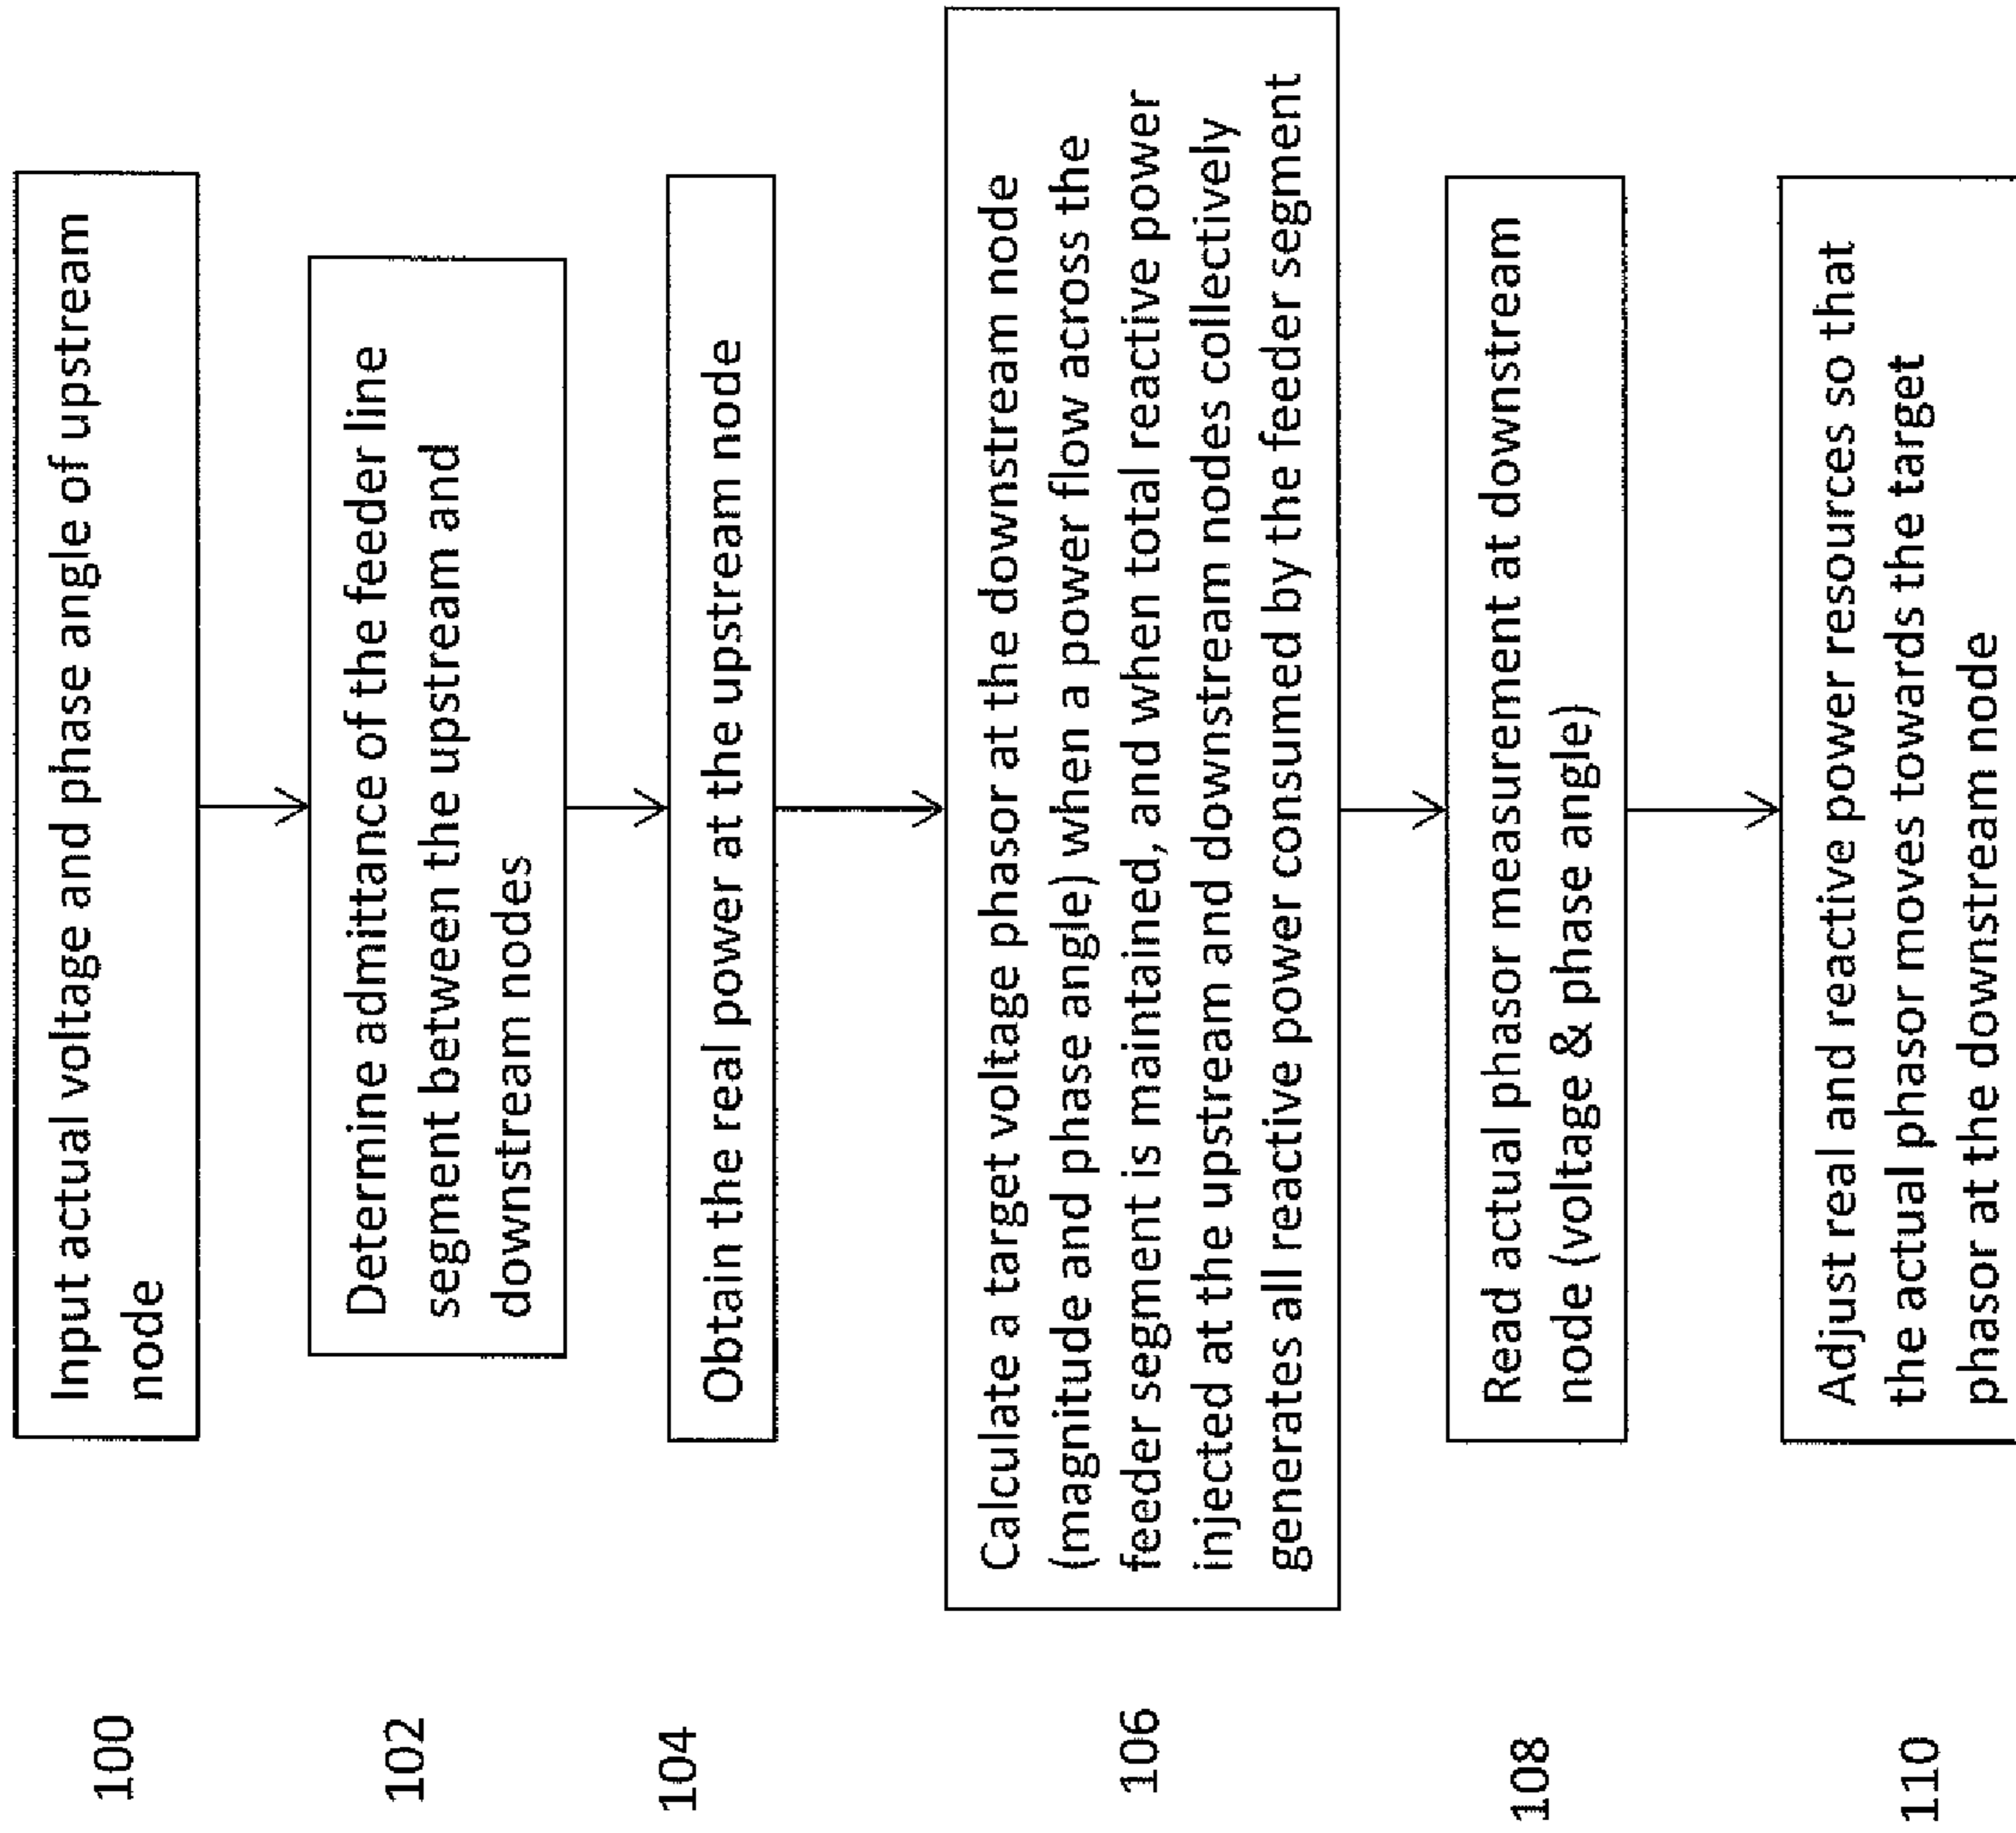 100
Input actual voltage and phase angle of upstream
node
102
Determine admittance of the feeder line
segment between the upstream and
downstream nodes
104
Obtain the real power at the upstream node
106
Calculate a target voltage phasor at the downstream node
(magnitude and phase angle) when a power flow across the
feeder segment is maintained, and when total reactive power
injected at the upstream and downstream nodes collectively
generates all reactive power consumed by the feeder segment
108
Read actual phasor measurement at downstream
node (voltage & phase angle)
110
Adjust real and reactive power resources so that
the actual phasor moves towards the target
phasor at the downstream node